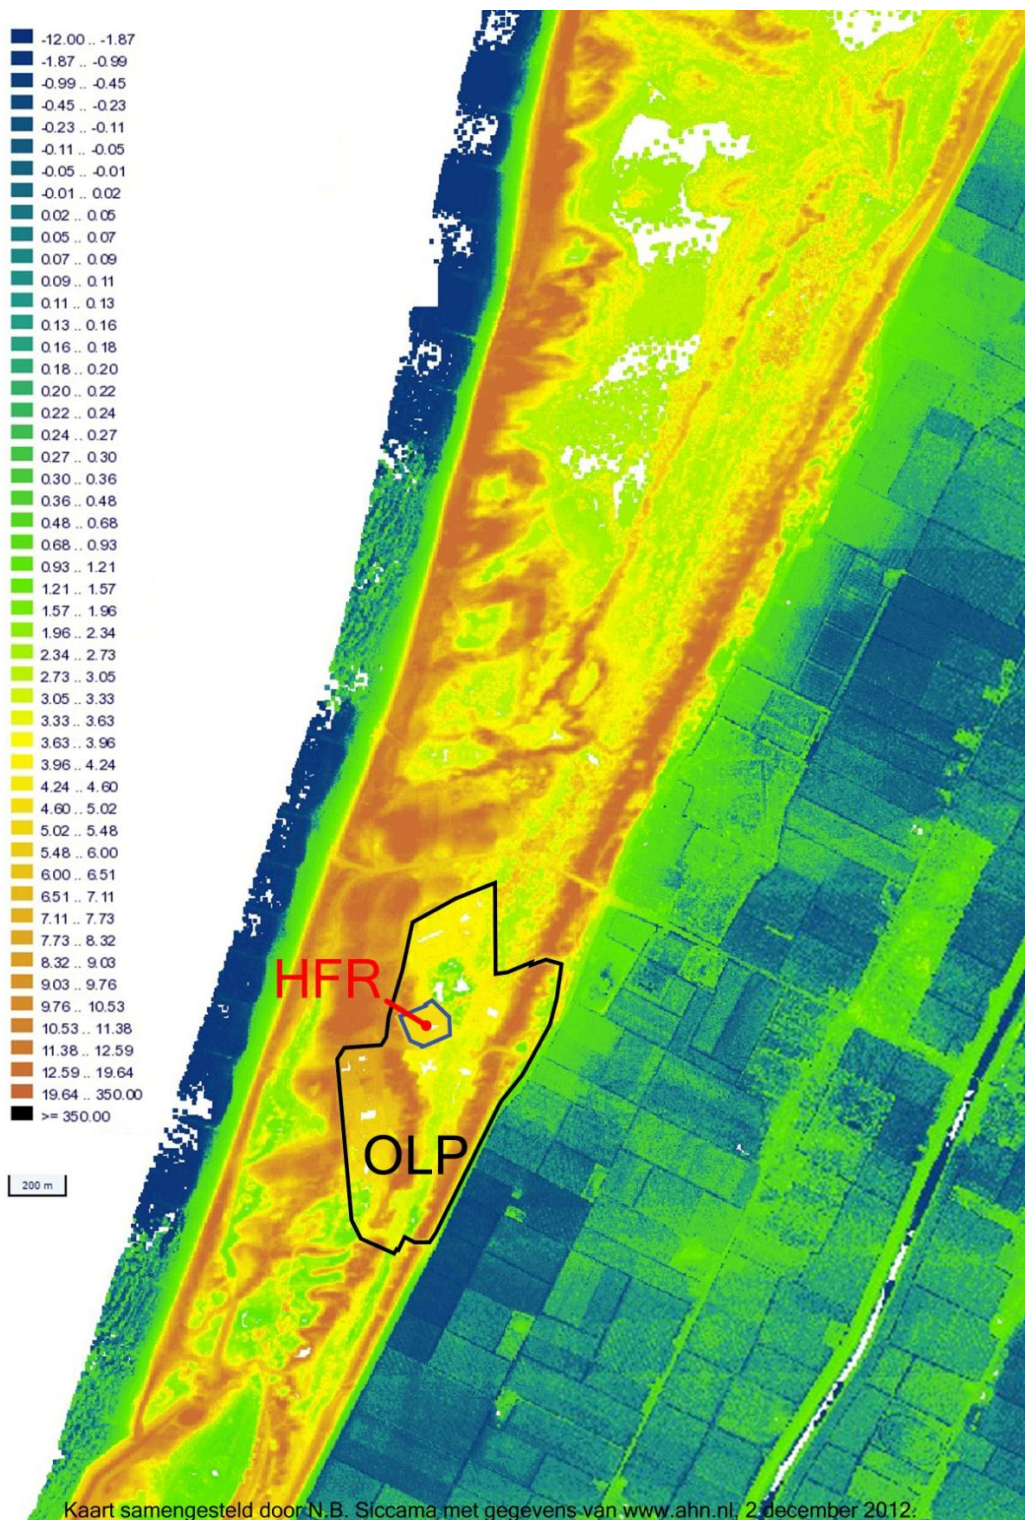 -12.00 .. -1.87
-1.87 .. -0.99
-0.99 .. -0.45
-0.45 .. -0.23
-0.23 .. -0.11
-0.11 .. -0.05
-0.05 .. -0.01
-0.01 .. 0.02
0.02 .. 0.05
0.05 .. 0.07
0.07 .. 0.09
0.09 .. 0.11
0.11 .. 0.13
0.13 .. 0.16
0.16 .. 0.18
0.18 .. 0.20
0.20 .. 0.22
0.22 .. 0.24
0.24 .. 0.27
0.27 .. 0.30
0.30 .. 0.36
0.36 .. 0.48
0.48 .. 0.68
0.68 .. 0.93
0.93 .. 1.21
1.21 .. 1.57
1.57 .. 1.96
1.96 .. 2.34
2.34 .. 2.73
2.73 .. 3.05
3.05 .. 3.33
3.33 .. 3.63
3.63 .. 3.96
3.96 .. 4.24
4.24 .. 4.60
4.60 .. 5.02
5.02 .. 5.48
5.48 .. 6.00
6.00 .. 6.51
6.51 .. 7.11
7.11 .. 7.73
7.73 .. 8.32
8.32 .. 9.03
9.03 .. 9.76
9.76 .. 10.53
10.53 .. 11.38
11.38 .. 12.59
12.59 .. 19.64
19.64 .. 350.00
>= 350.00
HFR
OLP
200 m
Kaart samengesteld door N.B. Siccama met gegevens van www.ahn.nl, 2 december 2012.